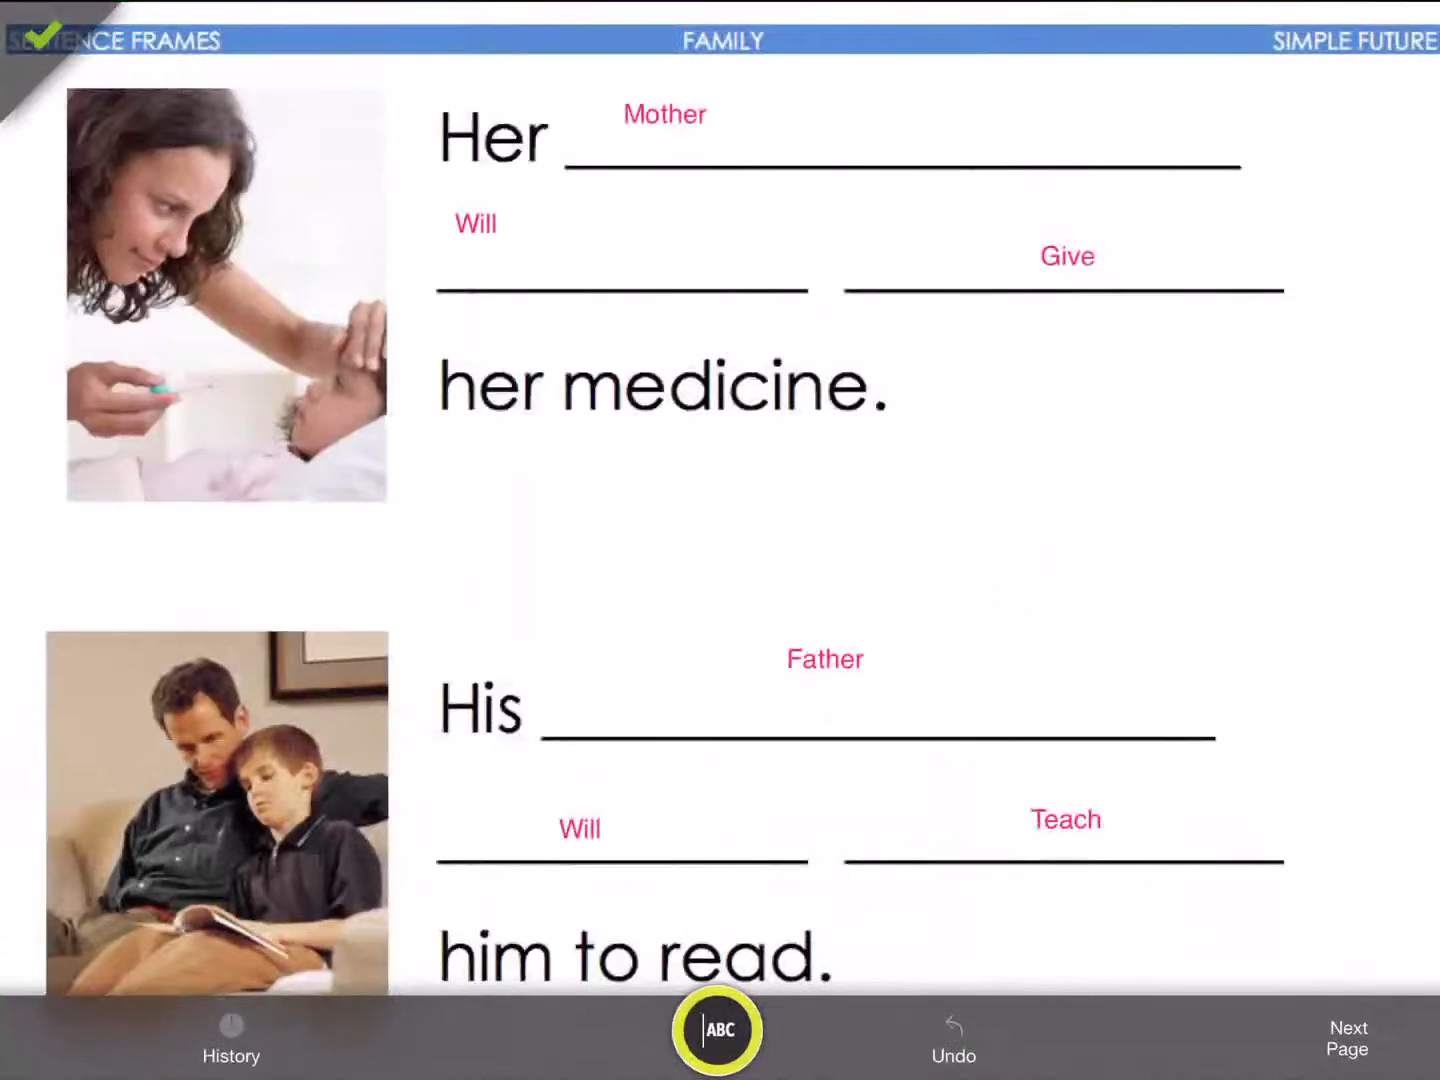 SENTENCE FRAMES FAMILY SIMPLE FUTURE
Her Mother
Will Give
her medicine.
His Father
Will Teach
him to read.
History ABC Undo Next
Page